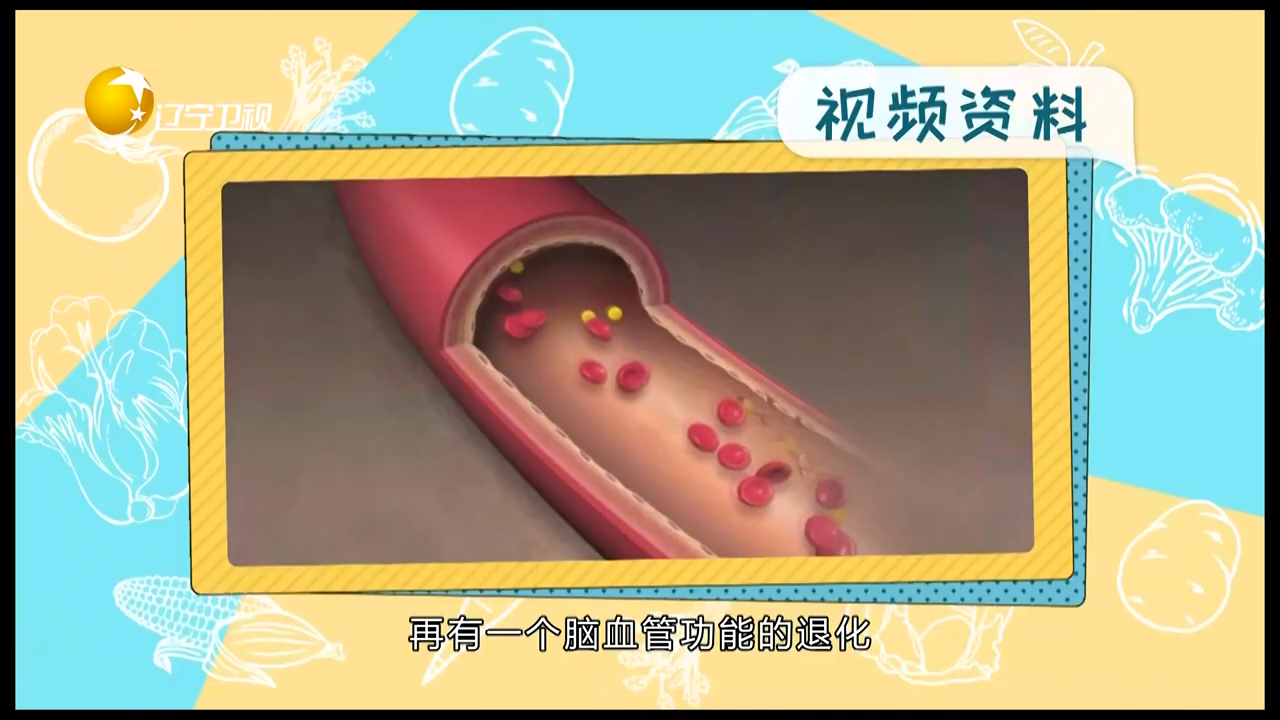 辽宁卫视
视频资料
再有一个脑血管功能的退化